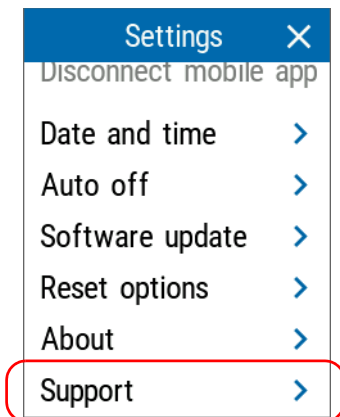 Settings
Disconnect mobile app
Date and time
Auto off
Software update
Reset options
About
Support